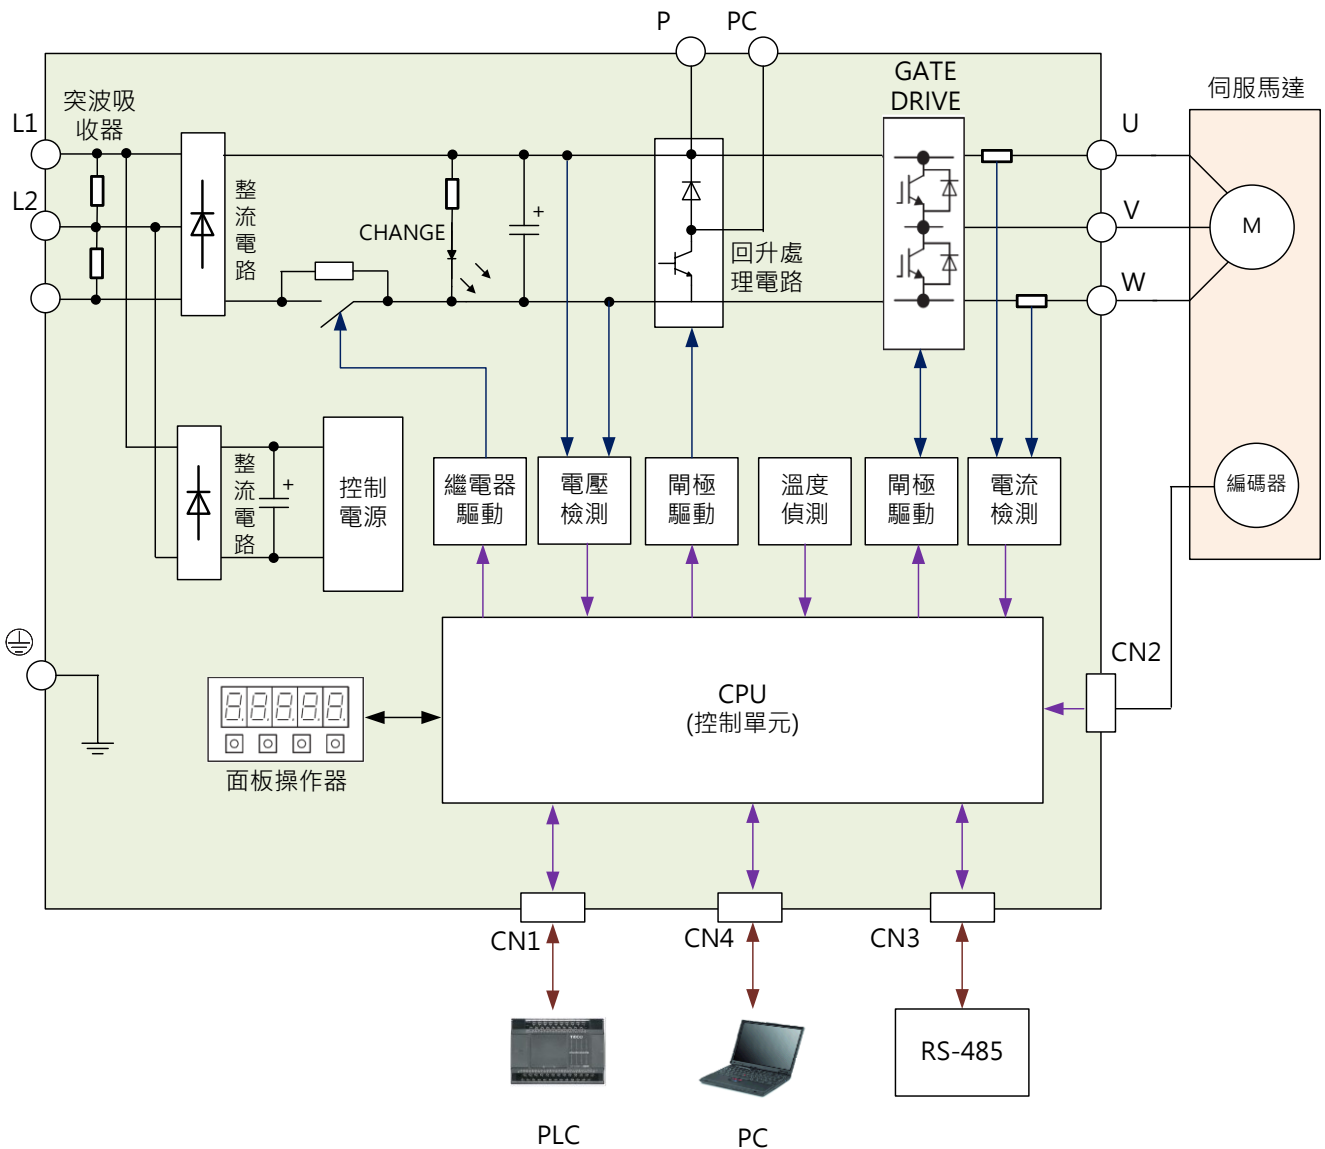 P
PC
GATE
DRIVE
伺服馬達
突波吸
收器
L1
U
L2
整
流
電
路
CHANGE
+
V
M
回升處
理電路
W
整
流
電
路
+
控制
電源
繼電器
驅動
電壓
檢測
閘極
驅動
溫度
偵測
閘極
驅動
電流
檢測
編碼器
CN2
CPU
(控制單元)
面板操作器
CN1
CN4
CN3
RS-485
PLC
PC